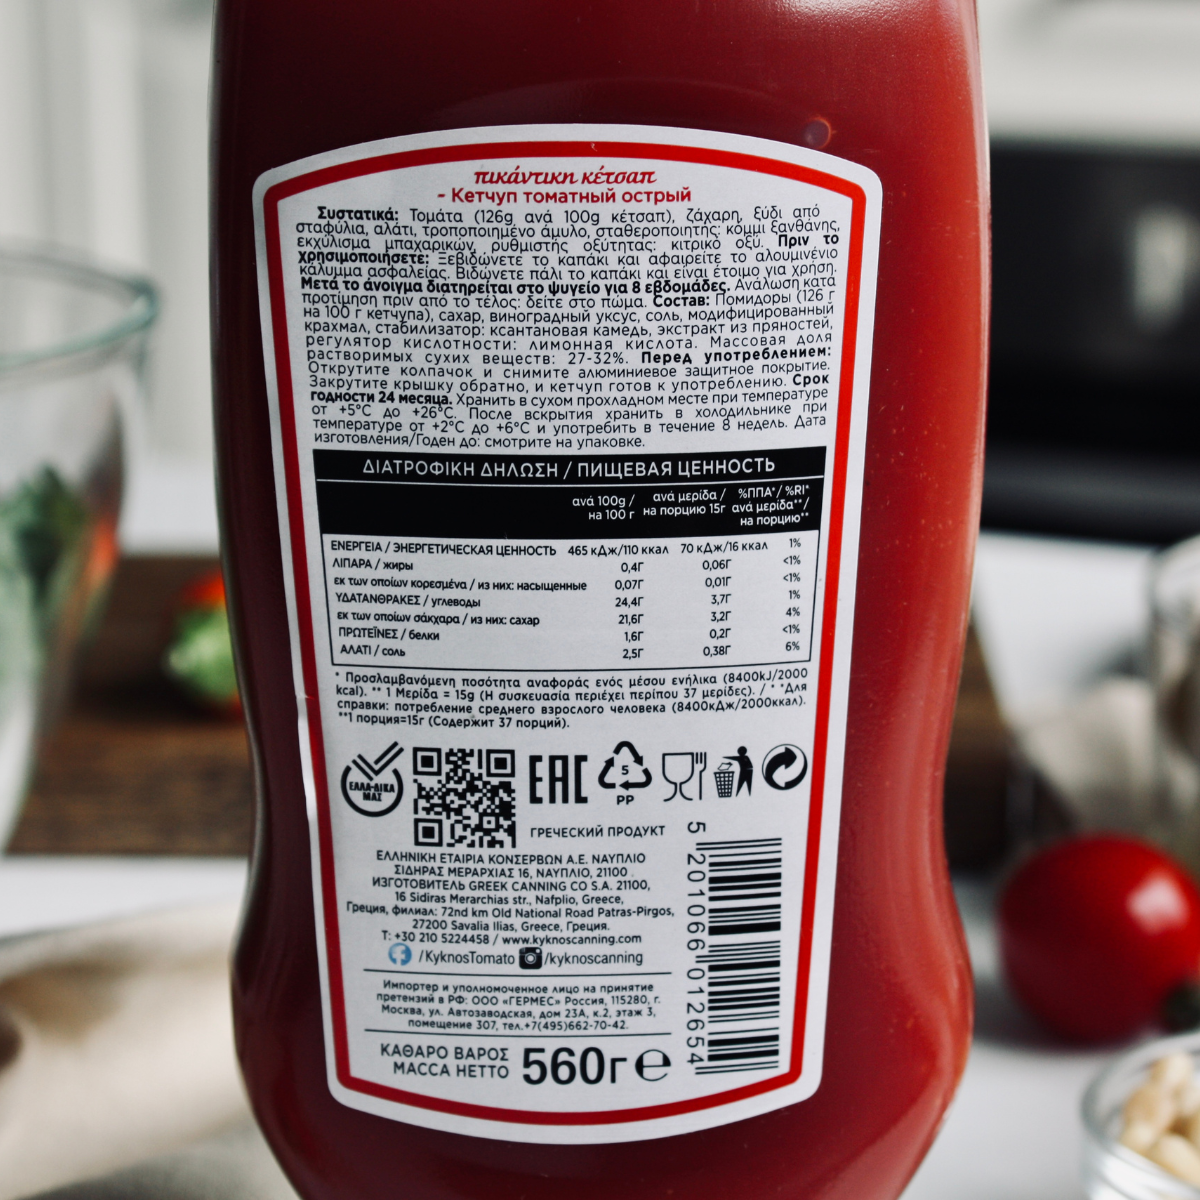 πικάντικη κέτσαπ
- Кетчуп томатный острый
Συστατικά: Τομάτα (126g ανά 100g κέτσαπ), ζάχαρη, ξύδι από
σταφύλια, αλάτι, τροποποιημένο άμυλο, σταθεροποιητής: κόμμι ξανθάνης,
εκχύλισμα μπαχαρικών, ρυθμιστής οξύτητας: κιτρικό οξύ. Πριν το
χρησιμοποιήσετε: Ξεβιδώνετε το καπάκι και αφαιρείτε το αλουμινένιο
κάλυμμα ασφαλείας. Βιδώνετε πάλι το καπάκι και είναι έτοιμο για χρήση.
Μετά το άνοιγμα διατηρείται στο ψυγείο για 8 εβδομάδες. Ανάλωση κατά
προτίμηση πριν από το τέλος: δείτε στο πώμα. Состав: Помидоры (126 г
на 100 г кетчупа), сахар, виноградный уксус, соль, модифицированный
крахмал, стабилизатор: ксантановая камедь, экстракт из пряностей,
регулятор кислотности: лимонная кислота. Массовая доля
растворимых сухих веществ: 27-32%. Перед употреблением:
Открутите колпачок и снимите алюминиевое защитное покрытие.
Закрутите крышку обратно, и кетчуп готов к употреблению. Срок
годности 24 месяца. Хранить в сухом прохладном месте при температуре
от +5°C до +26°C. После вскрытия хранить в холодильнике при
температуре от +2°C до +6°C и употребить в течение 8 недель. Дата
изготовления/Годен до: смотрите на упаковке.
ΔΙΑΤΡΟΦΙΚΗ ΔΗΛΩΣΗ / ПИЩЕВАЯ ЦЕННОСТЬ
ανά 100g / ανά μερίδα / %ΠΠΑ*/ %RI*
на 100 г на порцию 15г ανά μερίδα**/
на порцию**
ΕΝΕΡΓΕΙΑ / ЭНЕРГЕТИЧЕСКАЯ ЦЕННОСТЬ 465 кДж/110 ккал 70 кДж/16 ккал 1%
ΛΙΠΑΡΑ / жиры 0,4г 0,06г <1%
εκ των οποίων κορεσμένα / из них: насыщенные 0,07г 0,01г <1%
ΥΔΑΤΑΝΘΡΑΚΕΣ / углеводы 24,4г 3,7г 1%
εκ των οποίων σάκχαρα / из них: сахар 21,6г 3,2г 4%
ΠΡΩΤΕΪΝΕΣ / белки 1,6г 0,2г <1%
ΑΛΑΤΙ / соль 2,5г 0,38г 6%
* Προσλαμβανόμενη ποσότητα αναφοράς ενός μέσου ενήλικα (8400kJ/2000
kcal). ** 1 Μερίδα = 15g (Η συσκευασία περιέχει περίπου 37 μερίδες). / * *Для
справки: потребление среднего взрослого человека (8400кДж/2000ккал).
**1 порция=15г (Содержит 37 порций).
ΕΛΛΑ-ΔΙΚΑ
ΜΑΣ
EAC
5
PP
ГРЕЧЕСКИЙ ПРОДУКТ
ΕΛΛΗΝΙΚΗ ΕΤΑΙΡΙΑ ΚΟΝΣΕΡΒΩΝ Α.Ε. ΝΑΥΠΛΙΟ
ΣΙΔΗΡΑΣ ΜΕΡΑΡΧΙΑΣ 16, ΝΑΥΠΛΙΟ, 21100
ИЗГОТОВИТЕЛЬ GREEK CANNING CO S.A. 21100,
16 Sidiras Merarchias str., Nafplio, Greece,
Греция, филиал: 72nd km Old National Road Patras-Pirgos,
27200 Savalia Ilias, Greece, Греция.
T: +30 210 5224458 / www.kyknoscanning.com
/KyknosTomato /kyknoscanning
Импортер и уполномоченное лицо на принятие
претензий в РФ: ООО «ГЕРМЕС» Россия, 115280, г.
Москва, ул. Автозаводская, дом 23А, к.2, этаж 3,
помещение 307, тел.+7(495)662-70-42.
ΚΑΘΑΡΟ ΒΑΡΟΣ
МАССА НЕТТО 560г e
5 201066 012654